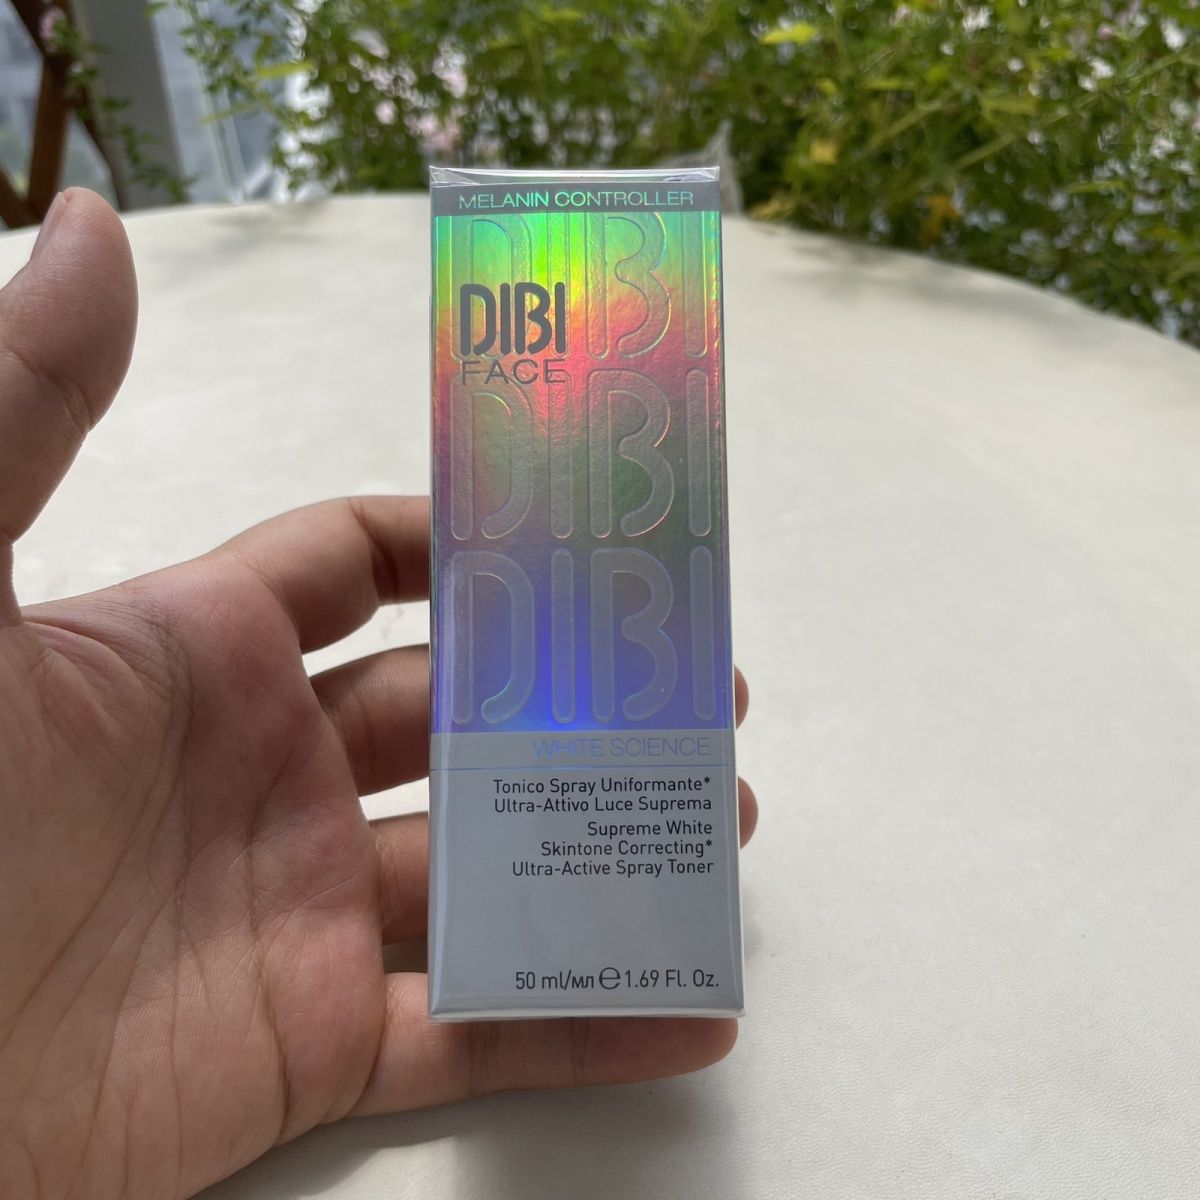 MELANIN CONTROLLER
DIBI
DIBI
FACE
DIBI
DIBI
WHITE SCIENCE
Tonico Spray Uniformante*
Ultra-Attivo Luce Suprema
Supreme White
Skintone Correcting*
Ultra-Active Spray Toner
50 ml/мл ℮ 1.69 Fl. Oz.